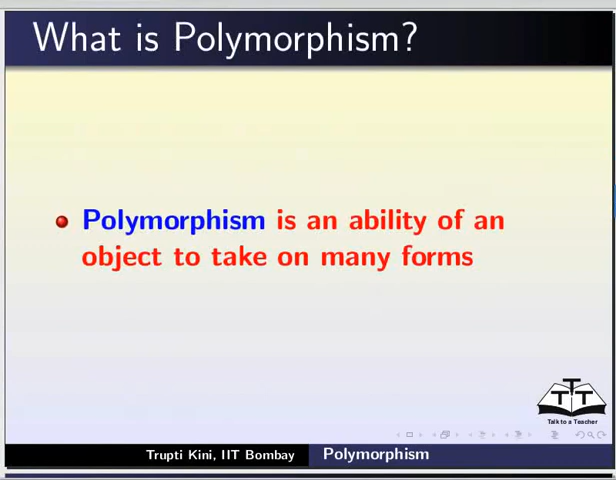 What is Polymorphism?
Polymorphism is an ability of an
object to take on many forms
TTT
Talk to a Teacher
Trupti Kini, IIT Bombay
Polymorphism